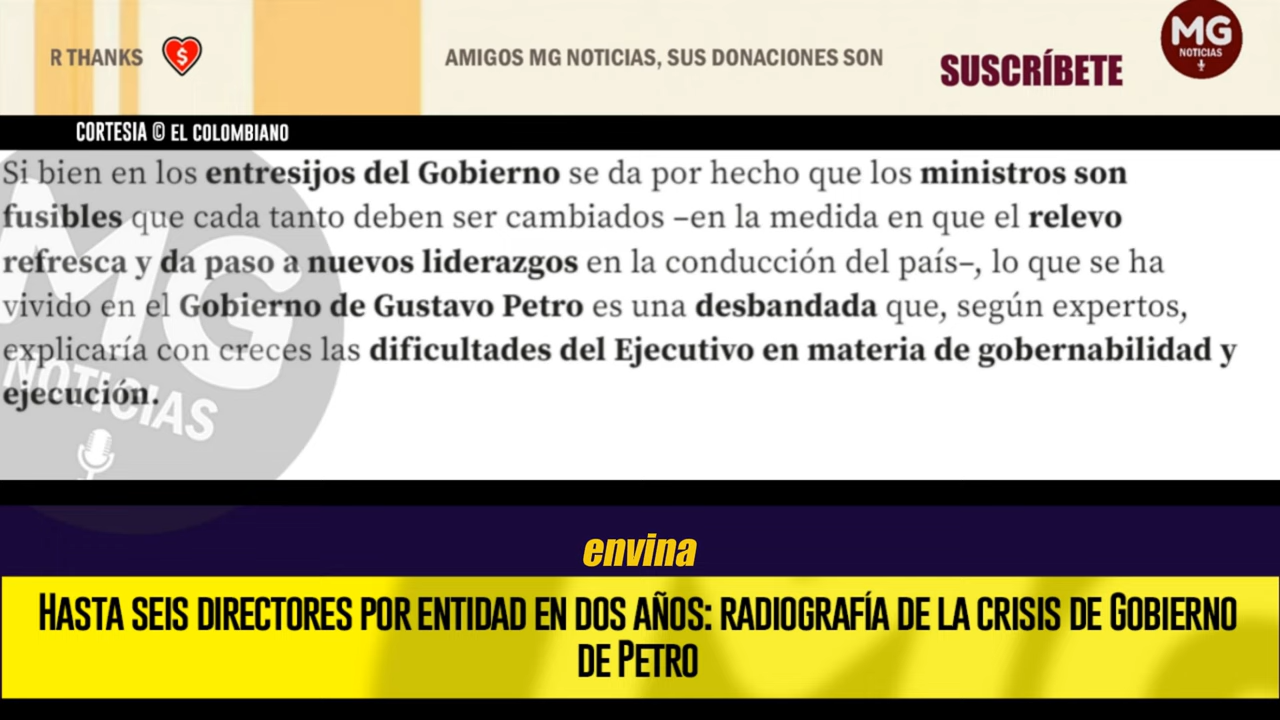 R THANKS
AMIGOS MG NOTICIAS, SUS DONACIONES SON
SUSCRÍBETE
MG
NOTICIAS
CORTESIA © EL COLOMBIANO
Si bien en los entresijos del Gobierno se da por hecho que los ministros son
fusibles que cada tanto deben ser cambiados –en la medida en que el relevo
refresca y da paso a nuevos liderazgos en la conducción del país–, lo que se ha
vivido en el Gobierno de Gustavo Petro es una desbandada que, según expertos,
explicaría con creces las dificultades del Ejecutivo en materia de gobernabilidad y
ejecución.
MG
NOTICIAS
envina
HASTA SEIS DIRECTORES POR ENTIDAD EN DOS AÑOS: RADIOGRAFÍA DE LA CRISIS DE GOBIERNO
DE PETRO